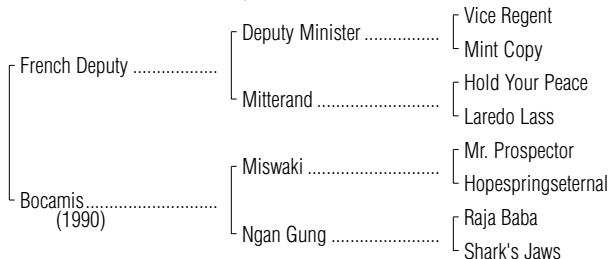 Vice Regent
Deputy Minister ................
Mint Copy
French Deputy ..................
Hold Your Peace
Mitterand ..........................
Laredo Lass
Mr. Prospector
Miswaki ............................
Hopespringseternal
Bocamis............................
(1990)
Raja Baba
Ngan Gung .......................
Shark's Jaws